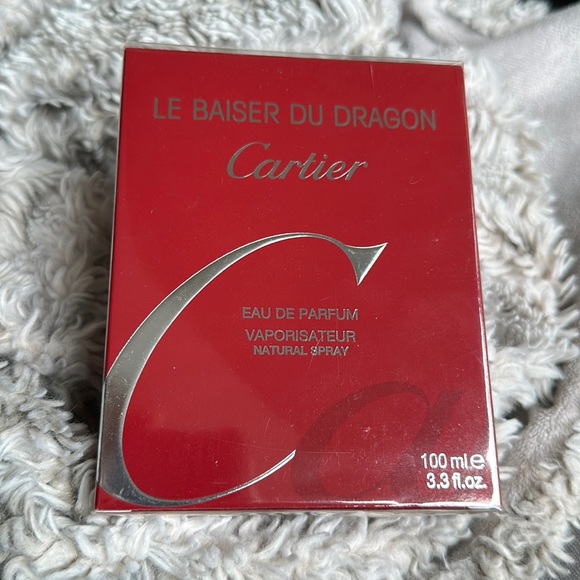 LE BAISER DU DRAGON
Cartier
EAU DE PARFUM
VAPORISATEUR
NATURAL SPRAY
100 ml e
3.3 fl.oz.